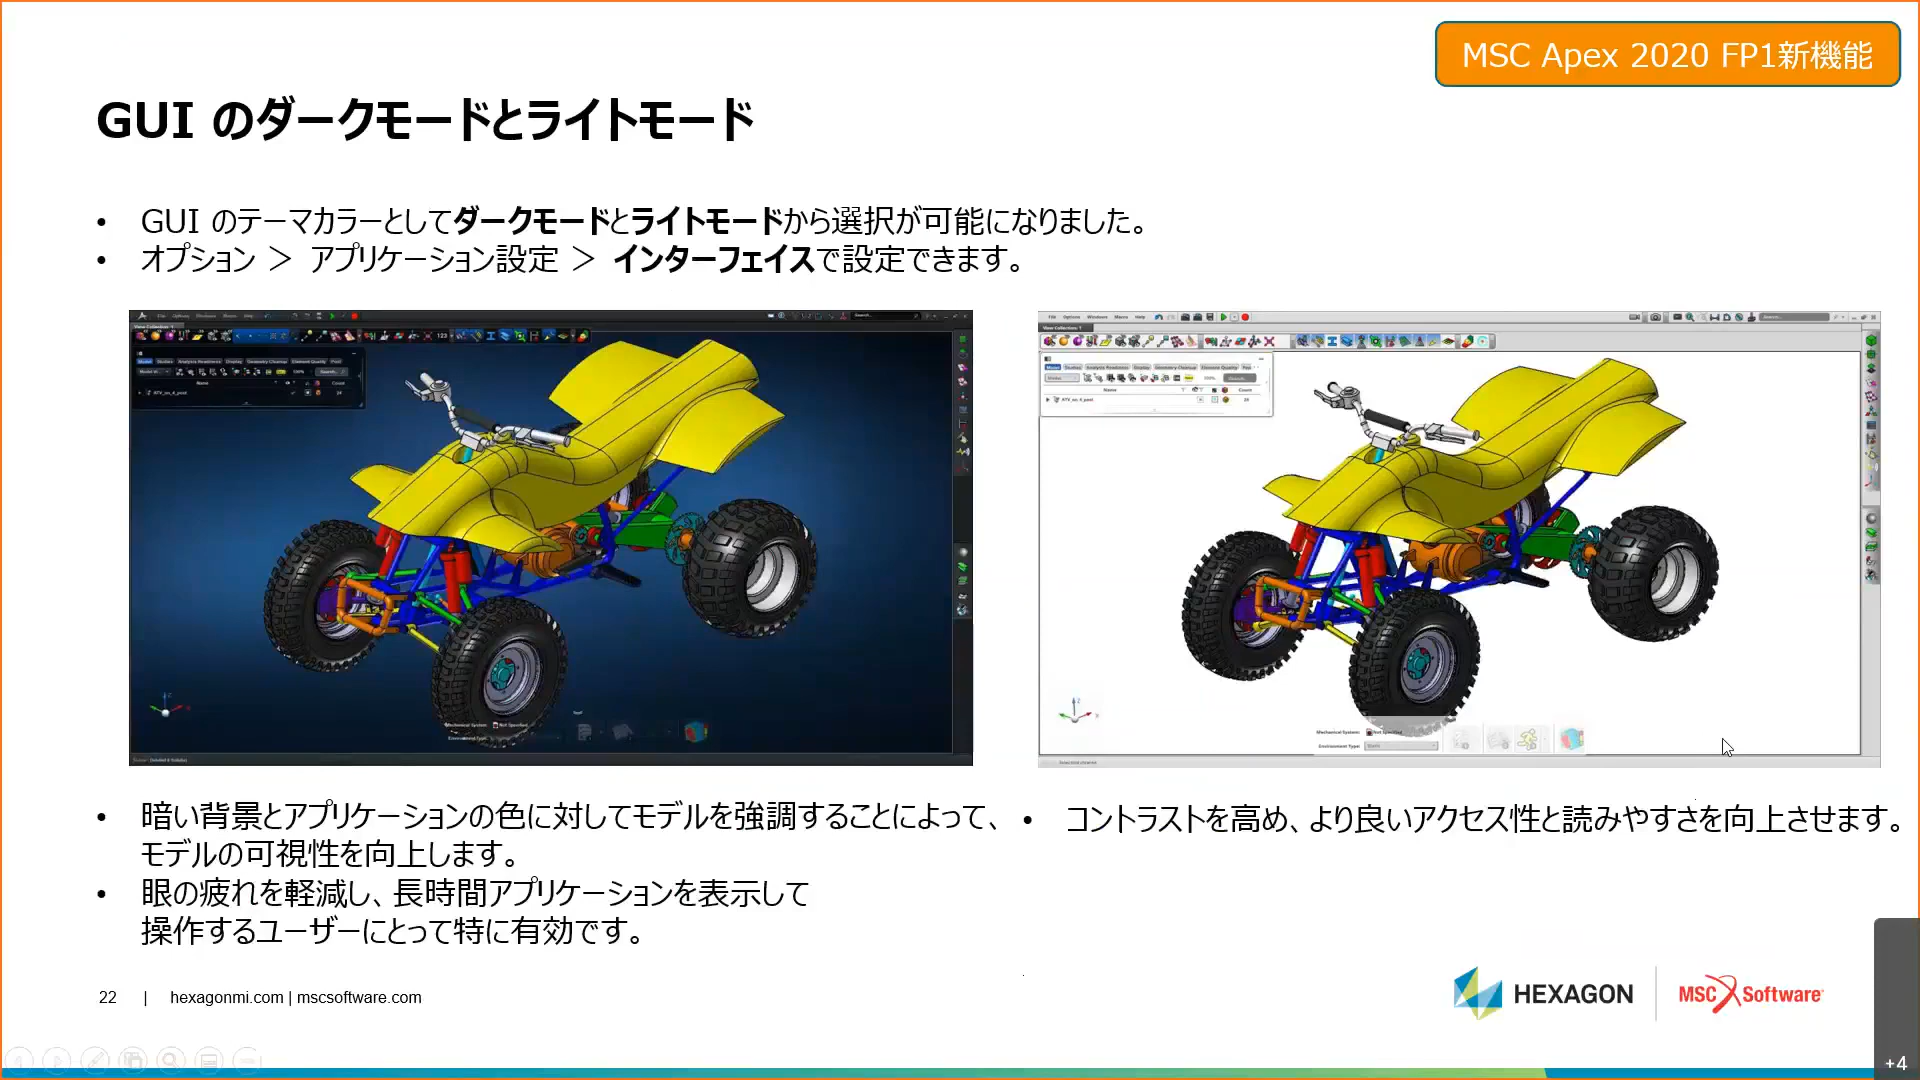 MSC Apex 2020 FP1新機能
GUI のダークモードとライトモード
• GUI のテーマカラーとしてダークモードとライトモードから選択が可能になりました。
• オプション ＞ アプリケーション設定 ＞ インターフェイスで設定できます。
• 暗い背景とアプリケーションの色に対してモデルを強調することによって、
モデルの可視性を向上します。
• 眼の疲れを軽減し、長時間アプリケーションを表示して
操作するユーザーにとって特に有効です。
• コントラストを高め、より良いアクセス性と読みやすさを向上させます。
22 | hexagonmi.com | mscsoftware.com
HEXAGON
MSC Software
+4